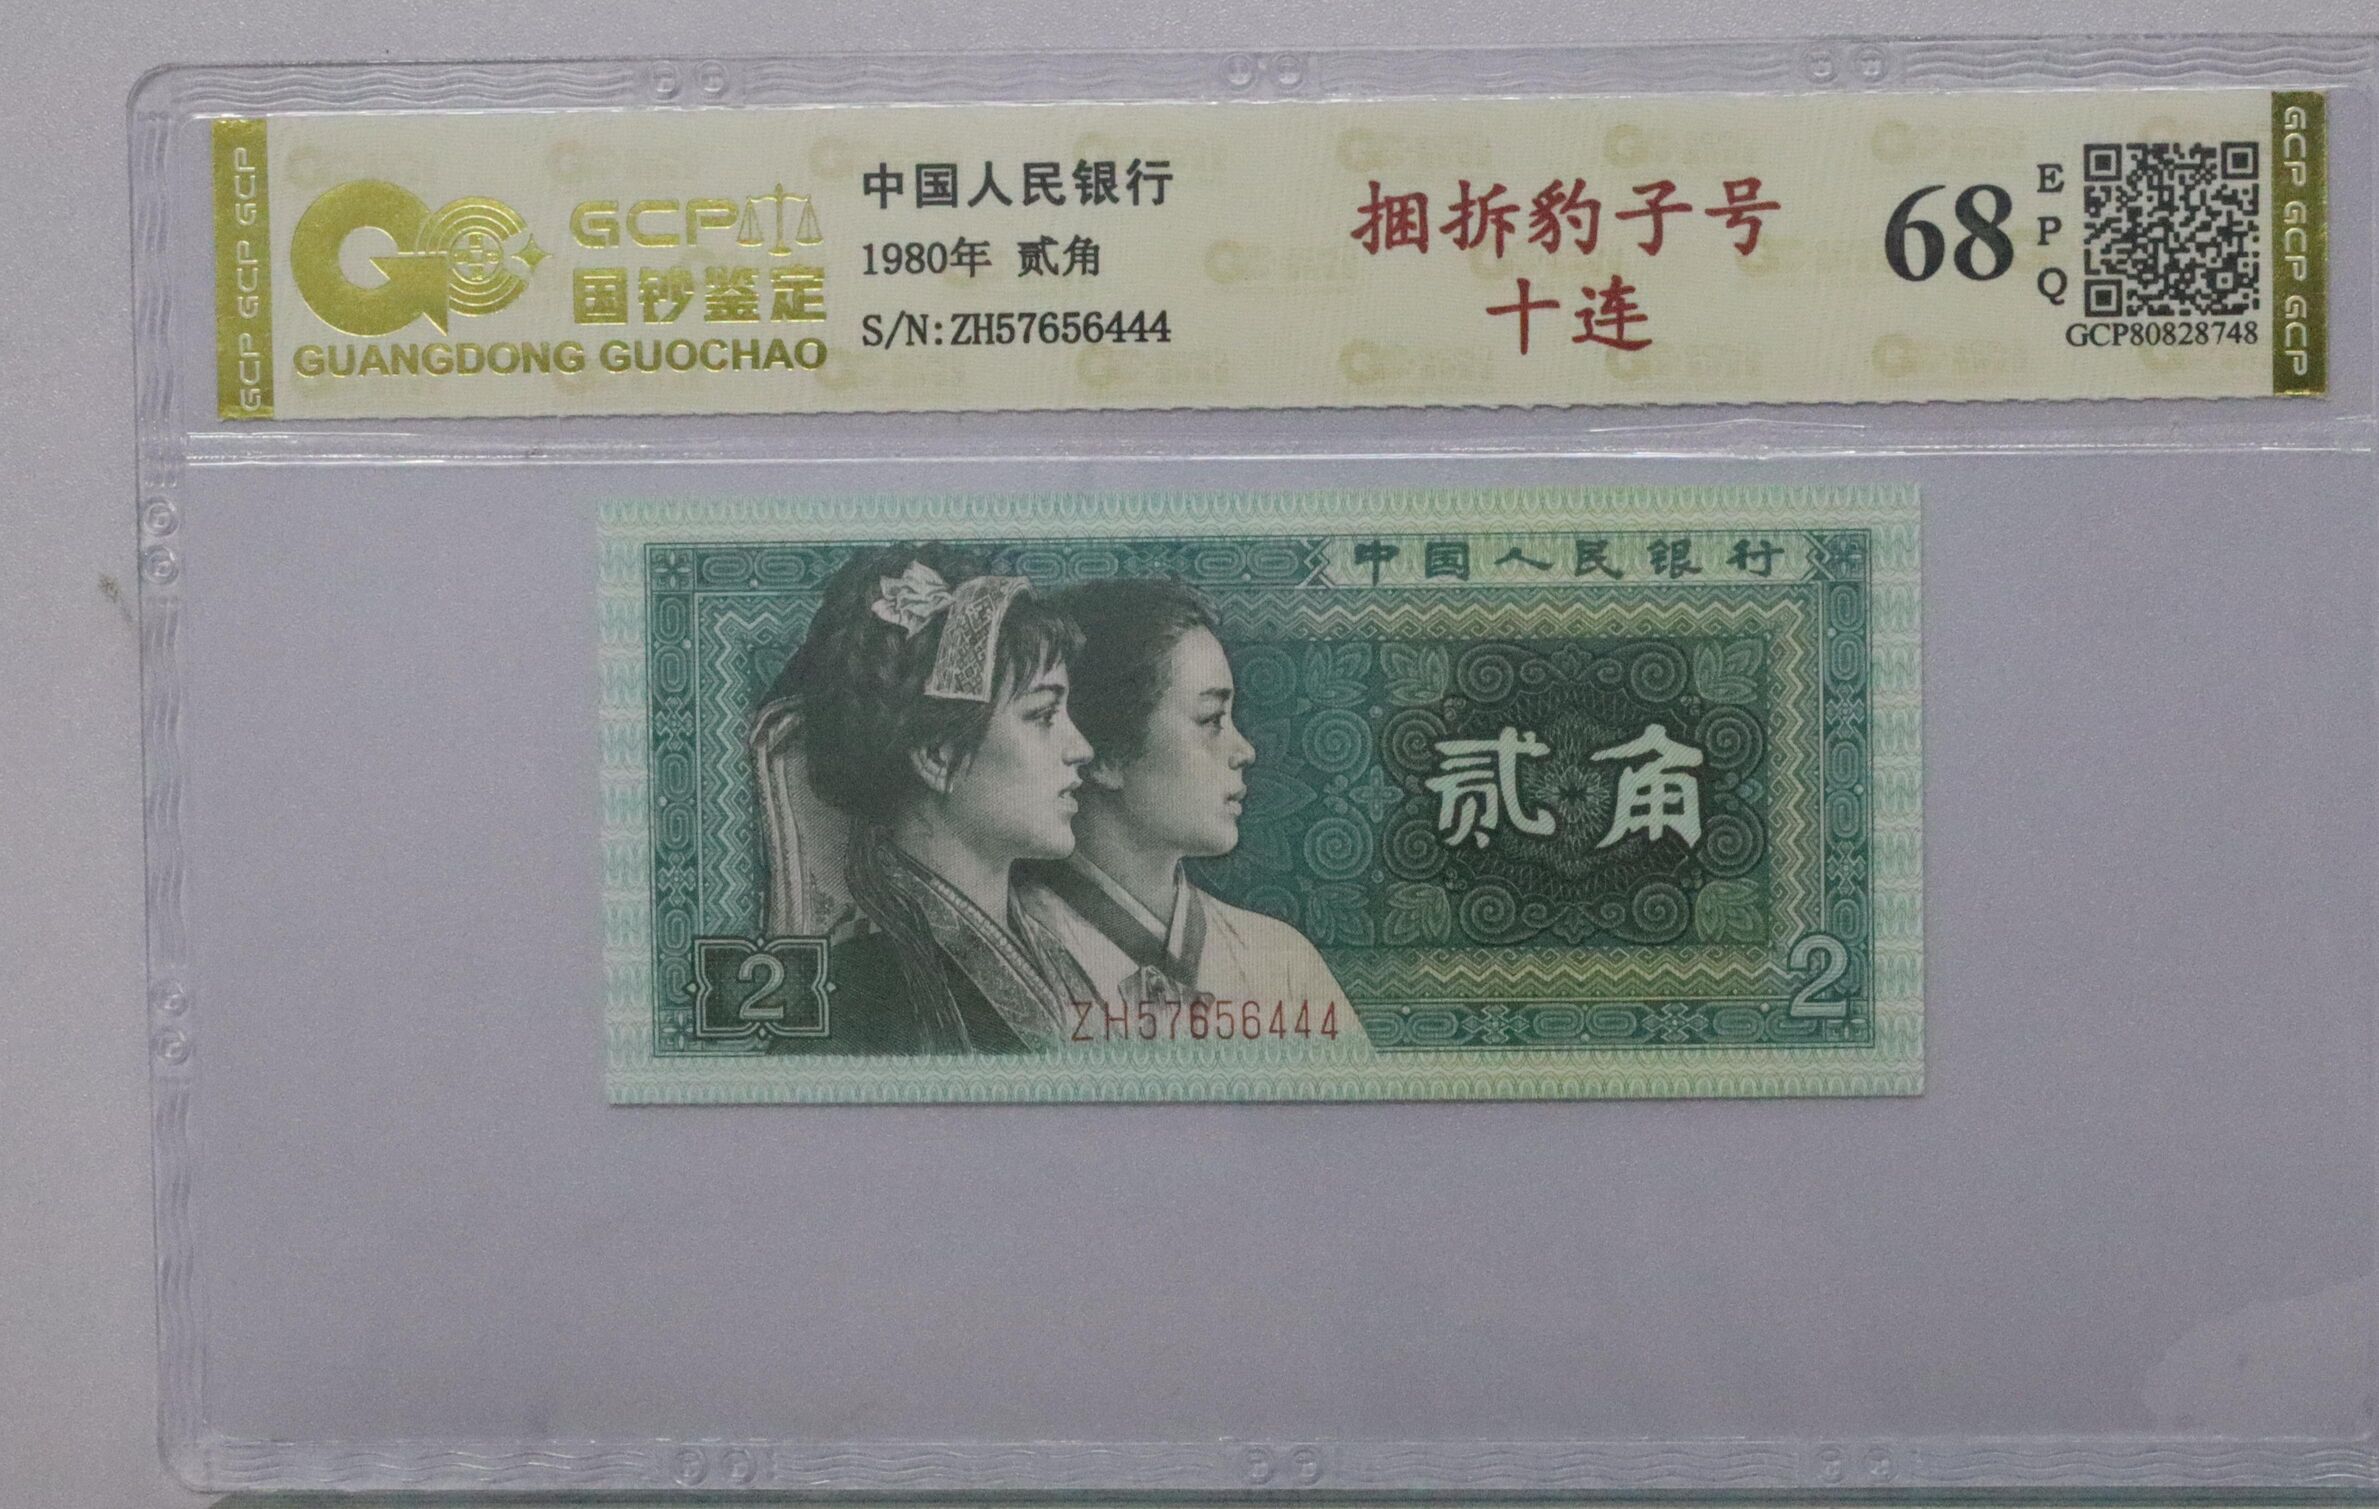 GCP GCP GCP
GCP
国钞鉴定
GUANGDONG GUOCHAO
中国人民银行
1980年 贰角
S/N:ZH57656444
捆拆豹子号
十连
68
EPQ
GCP80828748
GCP GCP GCP
中国人民银行
贰角
2
2
ZH57656444